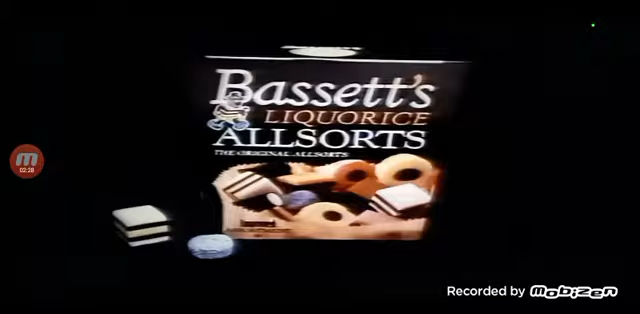 Bassett's
LIQUORICE
ALLSORTS
THE ORIGINAL ALLSORTS
02:28
Recorded by Mobizen